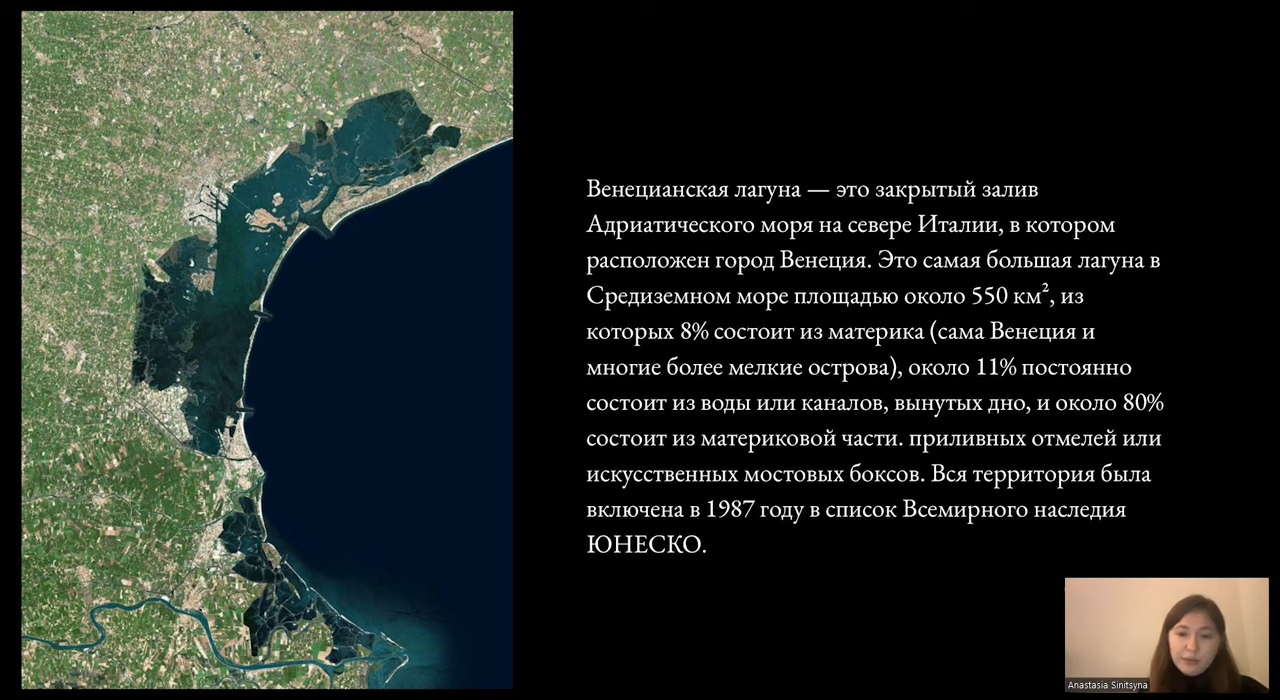 Венецианская лагуна — это закрытый залив
Адриатического моря на севере Италии, в котором
расположен город Венеция. Это самая большая лагуна в
Средиземном море площадью около 550 км², из
которых 8% состоит из материка (сама Венеция и
многие более мелкие острова), около 11% постоянно
состоит из воды или каналов, вынутых дно, и около 80%
состоит из материковой части. приливных отмелей или
искусственных мостовых боксов. Вся территория была
включена в 1987 году в список Всемирного наследия
ЮНЕСКО.
Anastasia Sinitsyna